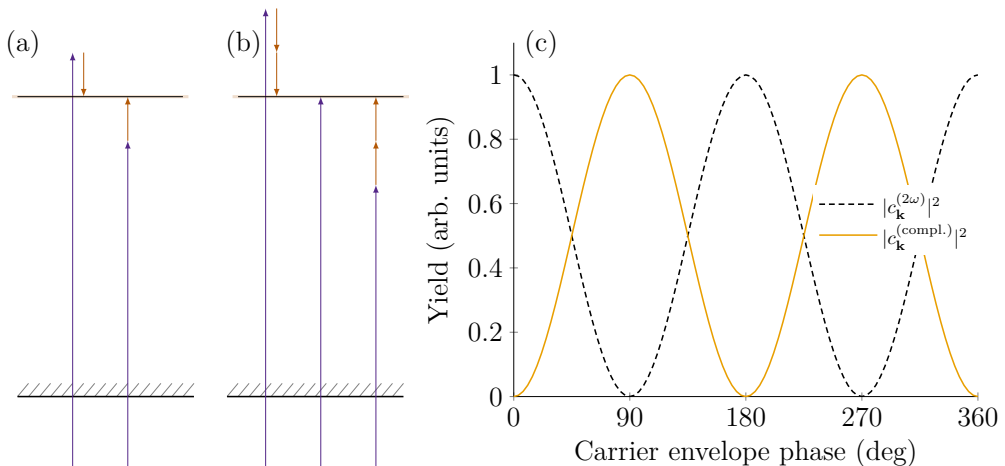 (a)
(b)
(c)
Yield (arb. units)
1
0.8
0.6
0.4
0.2
0
0
90
180
270
360
Carrier envelope phase (deg)
|c_k^(2ω)|²
|c_k^(compl.)|²